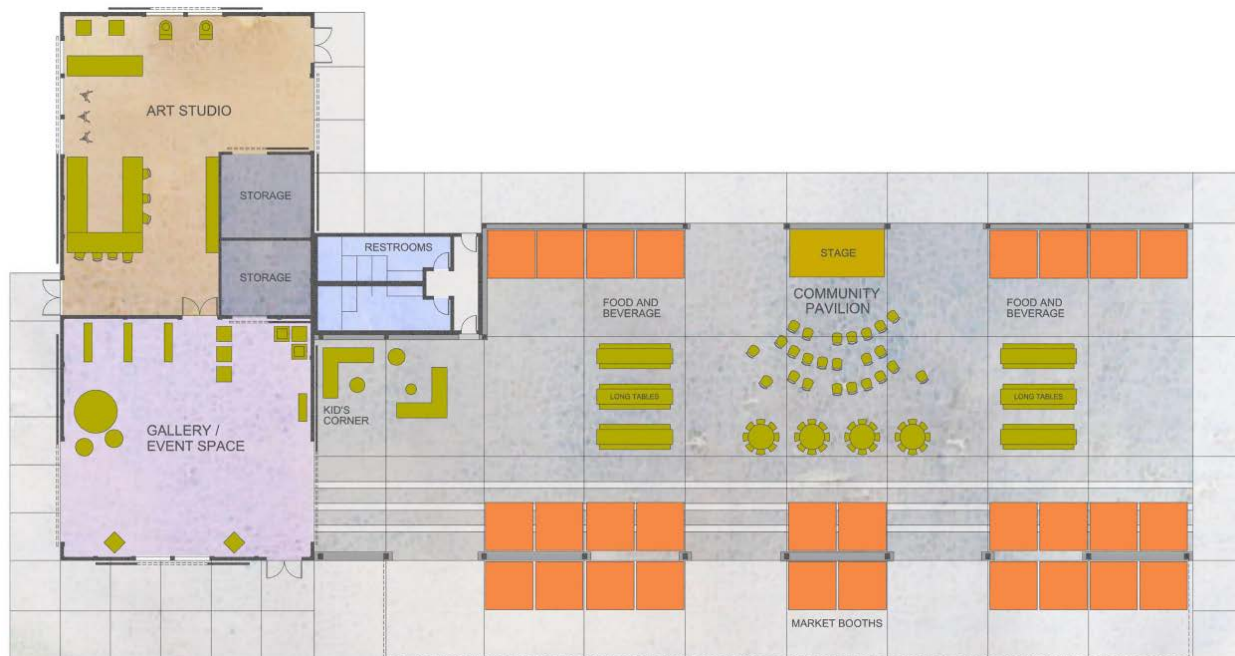 ART STUDIO
STORAGE
STORAGE
RESTROOMS
STAGE
COMMUNITY
PAVILION
FOOD AND
BEVERAGE
FOOD AND
BEVERAGE
LONG TABLES
LONG TABLES
KID'S
CORNER
GALLERY /
EVENT SPACE
MARKET BOOTHS